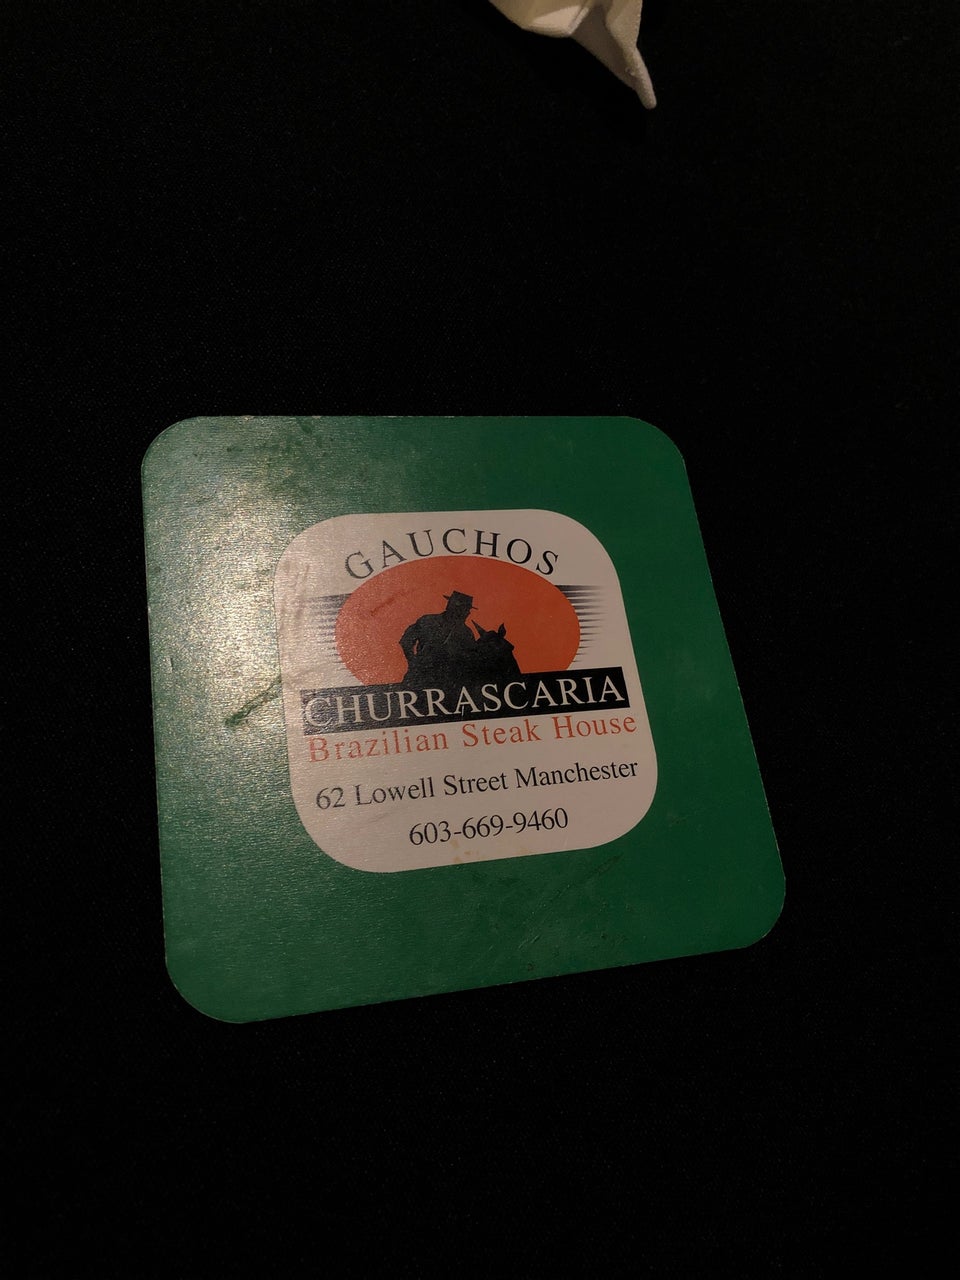 GAUCHOS
CHURRASCARIA
Brazilian Steak House
62 Lowell Street Manchester
603-669-9460